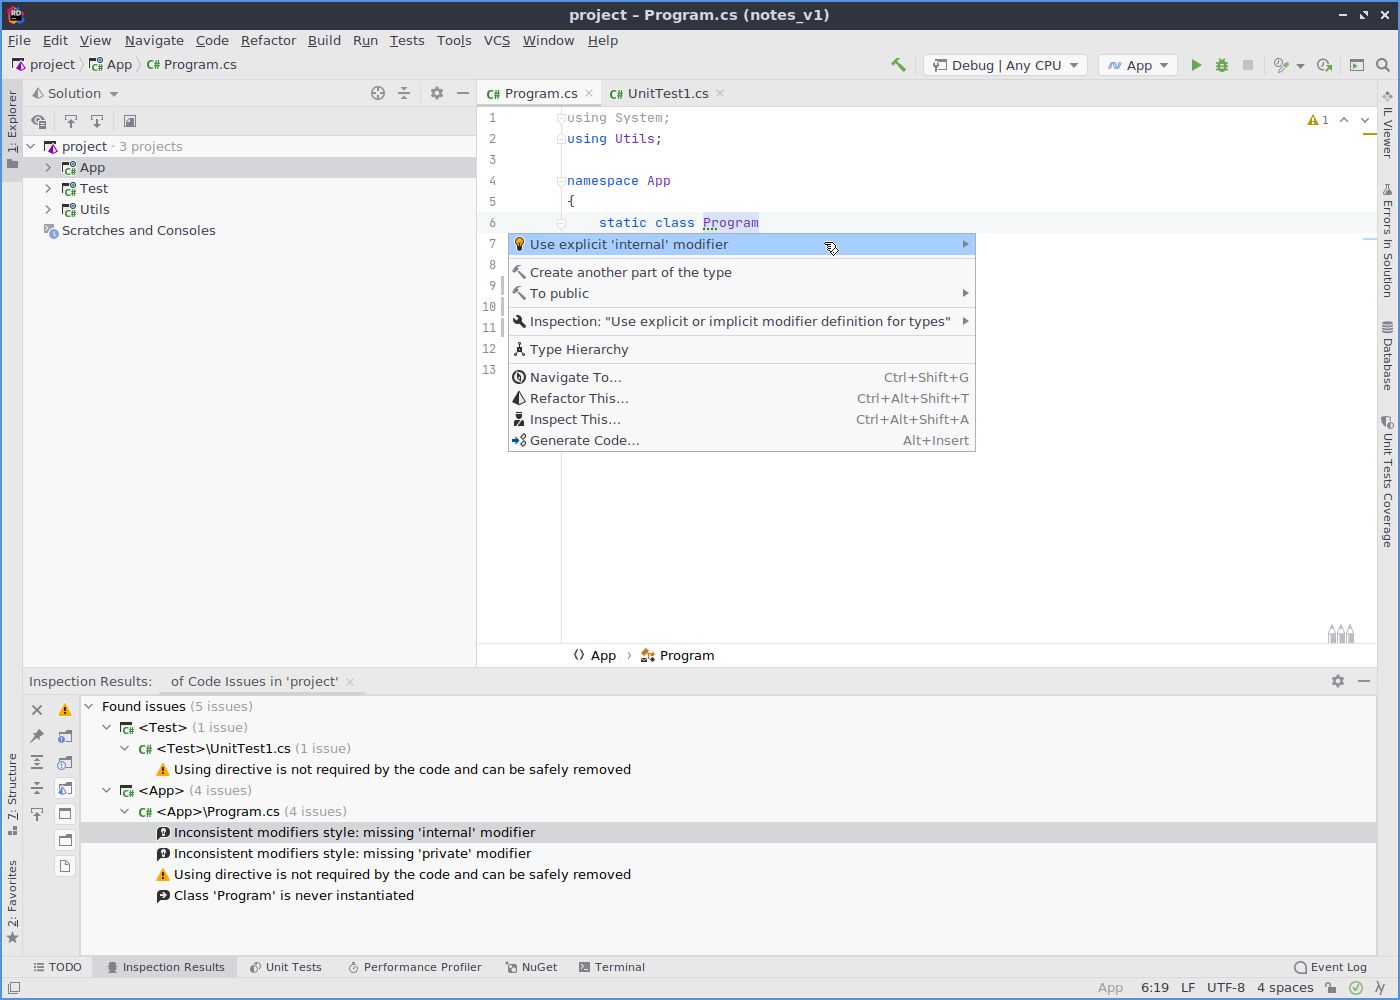 project – Program.cs (notes_v1)
File Edit View Navigate Code Refactor Build Run Tests Tools VCS Window Help
project App C# Program.cs Debug | Any CPU App
1: Explorer
Solution
project · 3 projects
App
Test
Utils
Scratches and Consoles
C# Program.cs C# UnitTest1.cs
1 using System;
2 using Utils;
3
4 namespace App
5 {
6 static class Program
7
8
9
10
11
12
13
1
Use explicit 'internal' modifier
Create another part of the type
To public
Inspection: "Use explicit or implicit modifier definition for types"
Type Hierarchy
Navigate To... Ctrl+Shift+G
Refactor This... Ctrl+Alt+Shift+T
Inspect This... Ctrl+Alt+Shift+A
Generate Code... Alt+Insert
App › Program
IL Viewer
Errors In Solution
Database
Unit Tests Coverage
Inspection Results: of Code Issues in 'project'
Found issues (5 issues)
<Test> (1 issue)
C# <Test>\UnitTest1.cs (1 issue)
Using directive is not required by the code and can be safely removed
<App> (4 issues)
C# <App>\Program.cs (4 issues)
Inconsistent modifiers style: missing 'internal' modifier
Inconsistent modifiers style: missing 'private' modifier
Using directive is not required by the code and can be safely removed
Class 'Program' is never instantiated
7: Structure
2: Favorites
TODO Inspection Results Unit Tests Performance Profiler NuGet Terminal Event Log
App 6:19 LF UTF-8 4 spaces